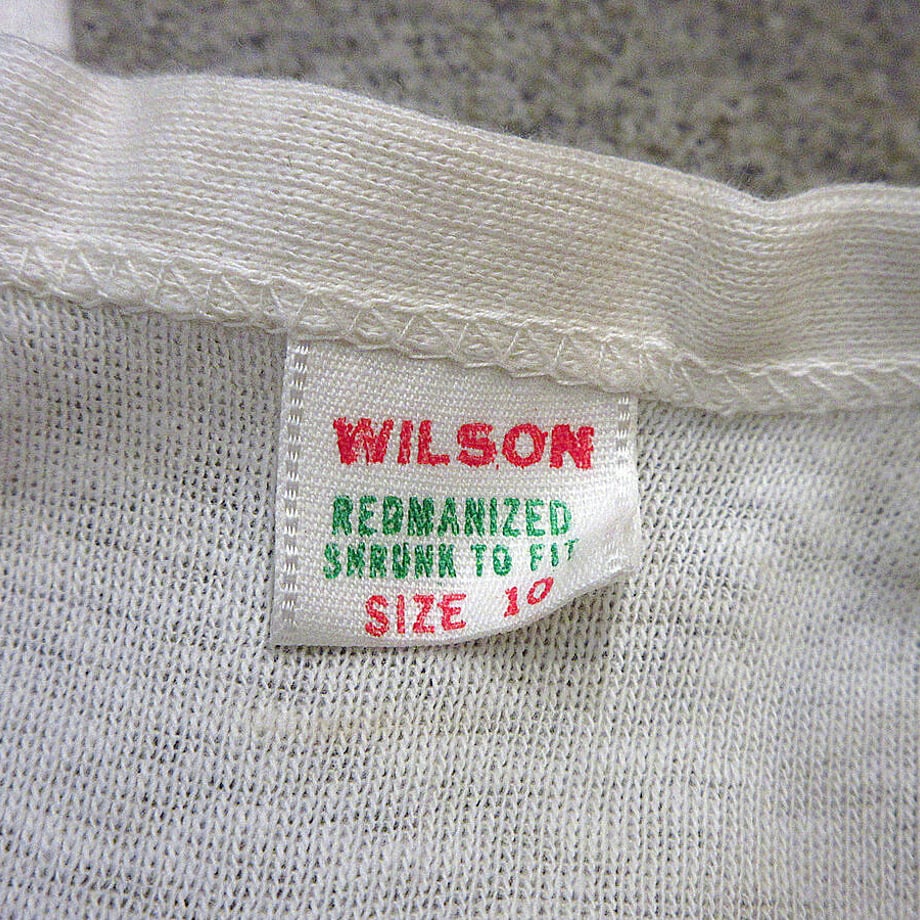 WILSON
REDMANIZED
SHRUNK TO FIT
SIZE 10